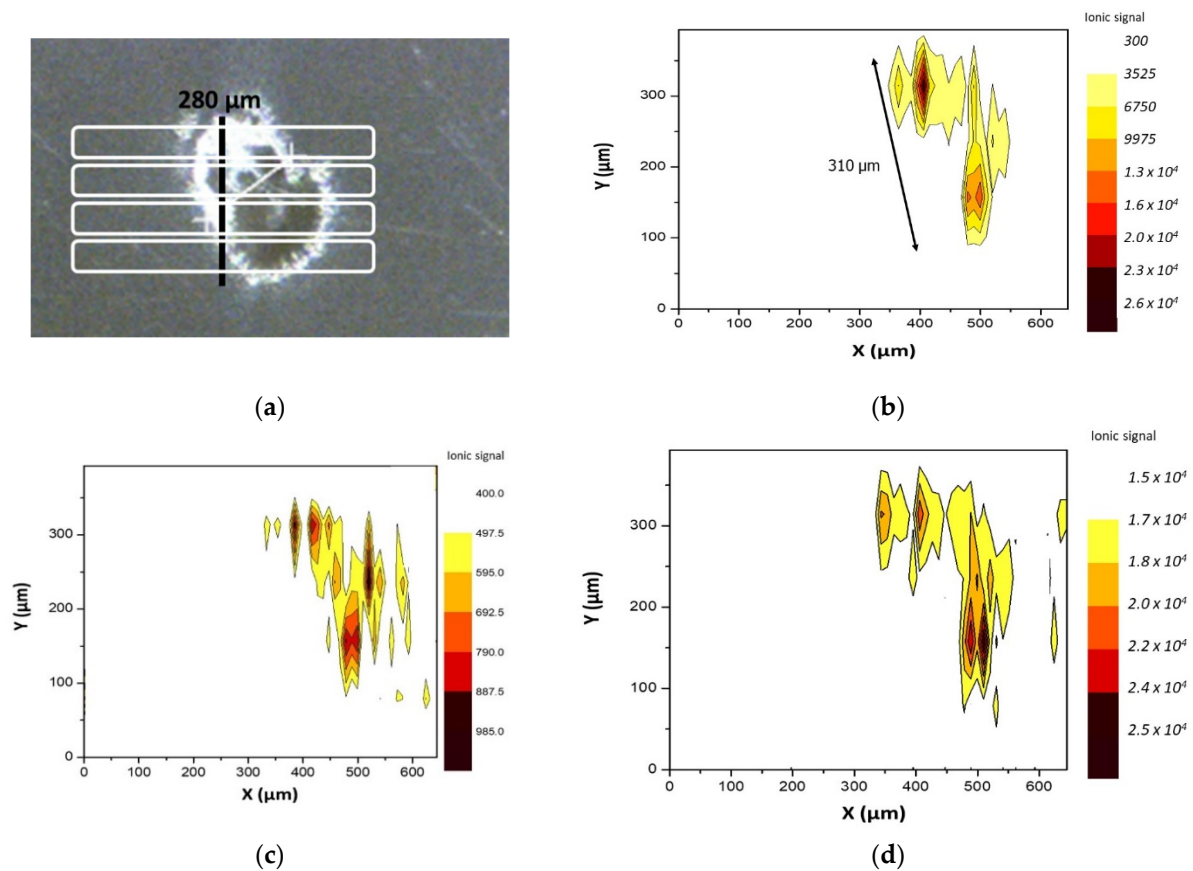 280 μm
(a)
Ionic signal
300
3525
6750
9975
1.3 x 10⁴
1.6 x 10⁴
2.0 x 10⁴
2.3 x 10⁴
2.6 x 10⁴
310 μm
Y (μm)
300
200
100
0
0 100 200 300 400 500 600
X (μm)
(b)
Ionic signal
400.0
497.5
595.0
692.5
790.0
887.5
985.0
Y (μm)
300
200
100
0
0 100 200 300 400 500 600
X (μm)
(c)
Ionic signal
1.5 x 10⁴
1.7 x 10⁴
1.8 x 10⁴
2.0 x 10⁴
2.2 x 10⁴
2.4 x 10⁴
2.5 x 10⁴
Y (μm)
300
200
100
0
0 100 200 300 400 500 600
X (μm)
(d)